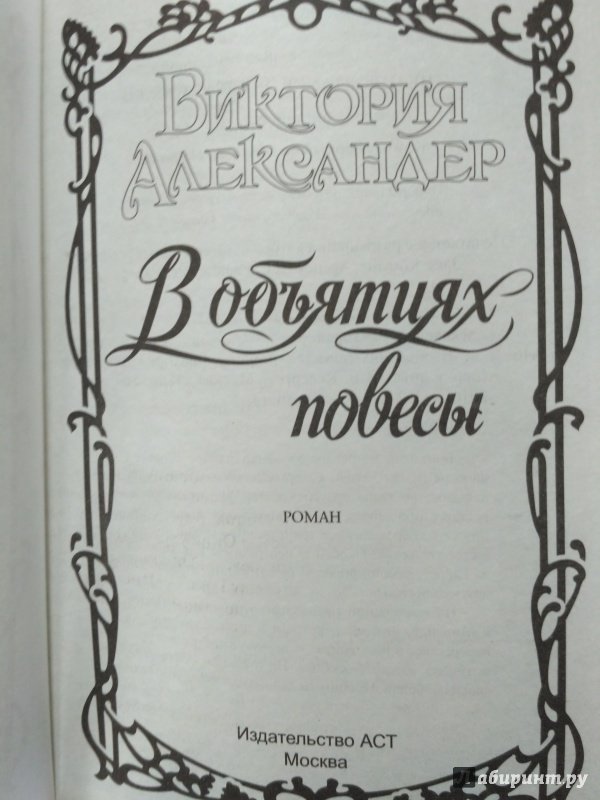 Виктория
Александер
В объятиях
повесы
РОМАН
Издательство АСТ
Москва
Лабиринт.ру